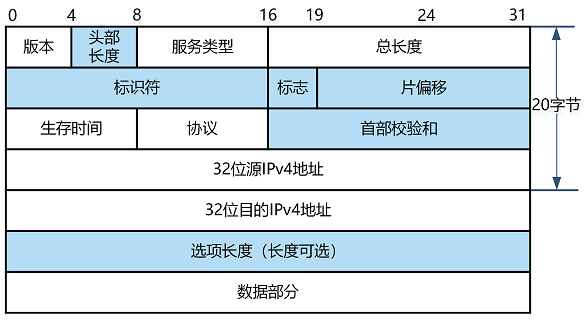 0 4 8 16 19 24 31
版本 头部长度 服务类型 总长度
标识符 标志 片偏移
生存时间 协议 首部校验和
20字节
32位源IPv4地址
32位目的IPv4地址
选项长度（长度可选）
数据部分